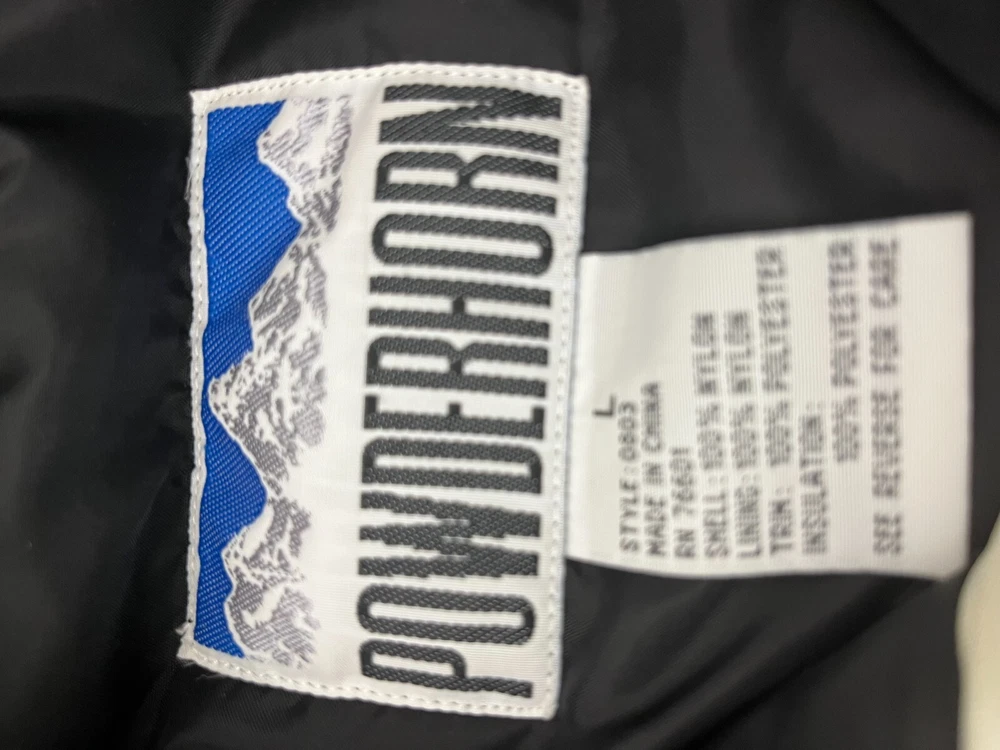 POWDERHORN
L
STYLE: 0803
MADE IN CHINA
RN 76601
SHELL: 100% NYLON
LINING: 100% NYLON
TRIM: 100% POLYESTER
INSULATION:
100% POLYESTER
SEE REVERSE FOR CARE